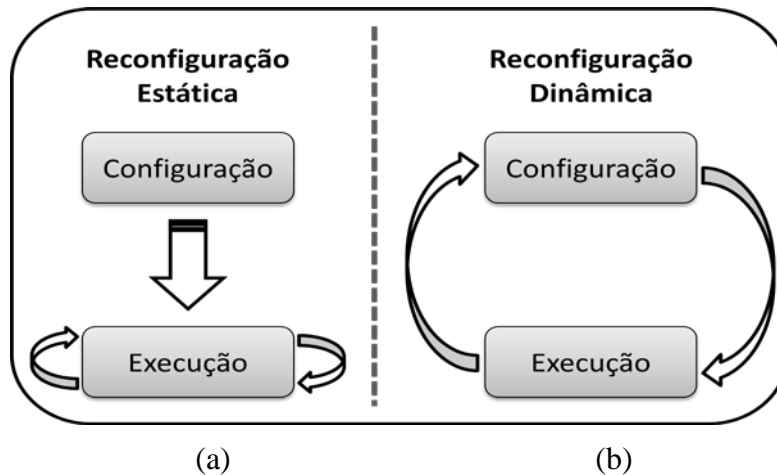 Reconfiguração
Estática
Configuração
Execução
(a)
Reconfiguração
Dinâmica
Configuração
Execução
(b)